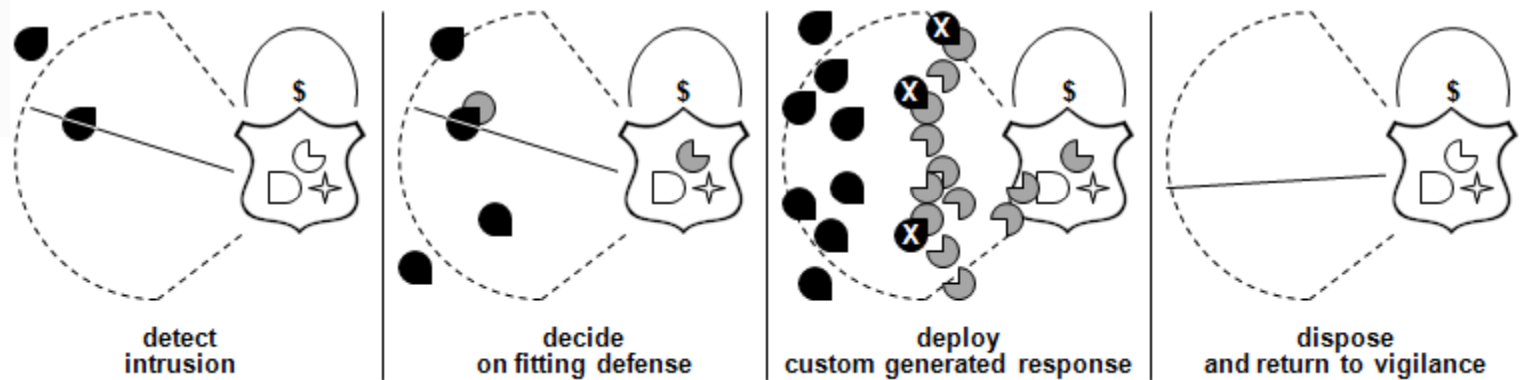 $
detect
intrusion
$
decide
on fitting defense
X
X
X
$
deploy
custom generated response
$
dispose
and return to vigilance